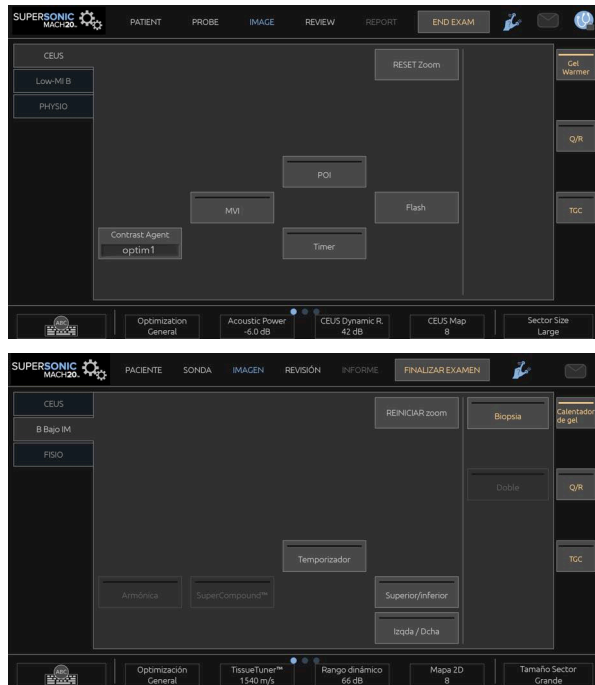 SUPERSONIC
MACH20.
PATIENT
PROBE
IMAGE
REVIEW
REPORT
END EXAM
CEUS
Low-MI B
PHYSIO
RESET Zoom
Gel
Warmer
Q/R
POI
MVI
Flash
TGC
Contrast Agent
optim1
Timer
ABC
Optimization
General
Acoustic Power
-6.0 dB
CEUS Dynamic R.
42 dB
CEUS Map
8
Sector Size
Large
SUPERSONIC
MACH20.
PACIENTE
SONDA
IMAGEN
REVISIÓN
INFORME
FINALIZAR EXAMEN
CEUS
B Bajo IM
FISIO
REINICIAR zoom
Biopsia
Calentador
de gel
Doble
Q/R
Temporizador
TGC
Armónica
SuperCompound™
Superior/inferior
Izqda / Dcha
ABC
Optimización
General
TissueTuner™
1540 m/s
Rango dinámico
66 dB
Mapa 2D
8
Tamaño Sector
Grande